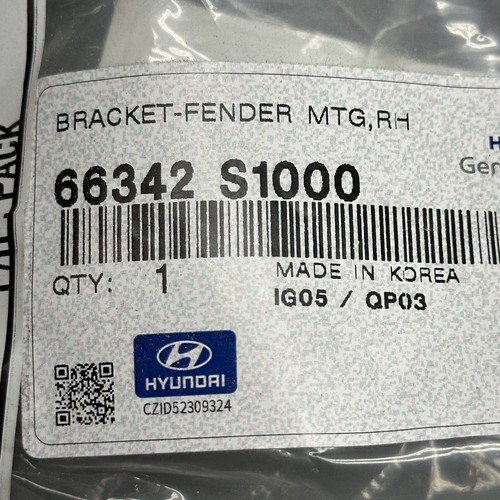 BRACKET-FENDER MTG,RH
66342 S1000
QTY: 1
MADE IN KOREA
IG05 / QP03
HYUNDAI
CZID52309324